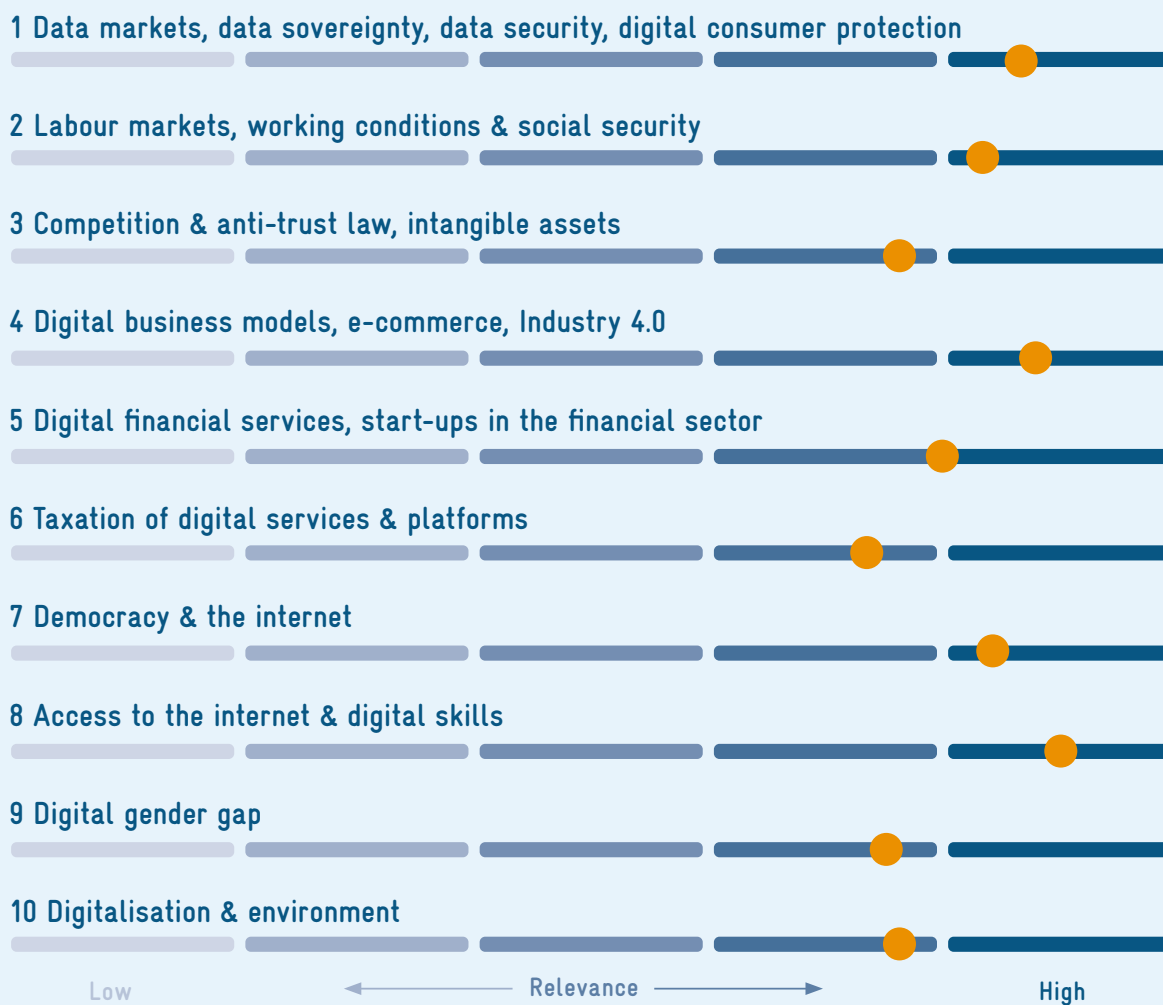 1 Data markets, data sovereignty, data security, digital consumer protection
2 Labour markets, working conditions & social security
3 Competition & anti-trust law, intangible assets
4 Digital business models, e-commerce, Industry 4.0
5 Digital financial services, start-ups in the financial sector
6 Taxation of digital services & platforms
7 Democracy & the internet
8 Access to the internet & digital skills
9 Digital gender gap
10 Digitalisation & environment
Low Relevance High